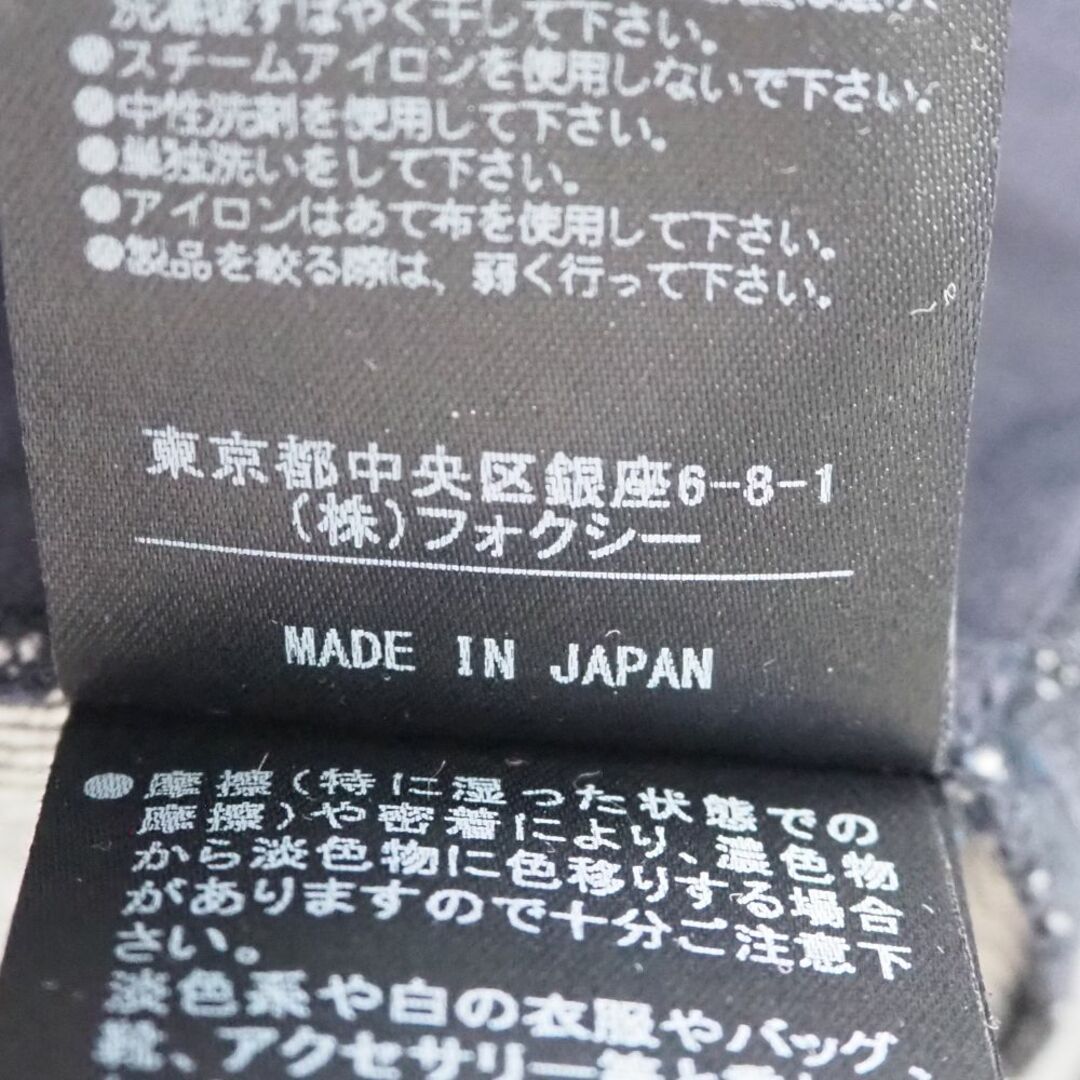 洗濯後すばやく干して下さい。
●スチームアイロンを使用しないで下さい。
●中性洗剤を使用して下さい。
●単独洗いをして下さい。
●アイロンはあて布を使用して下さい。
●製品を絞る際は、弱く行って下さい。
東京都中央区銀座6-8-1
(株)フォクシー
MADE IN JAPAN
●摩擦(特に湿った状態での
摩擦)や密着により、濃色物
から淡色物に色移りする場合
がありますので十分ご注意下
さい。
淡色系や白の衣服やバッグ、
靴、アクセサリー等と